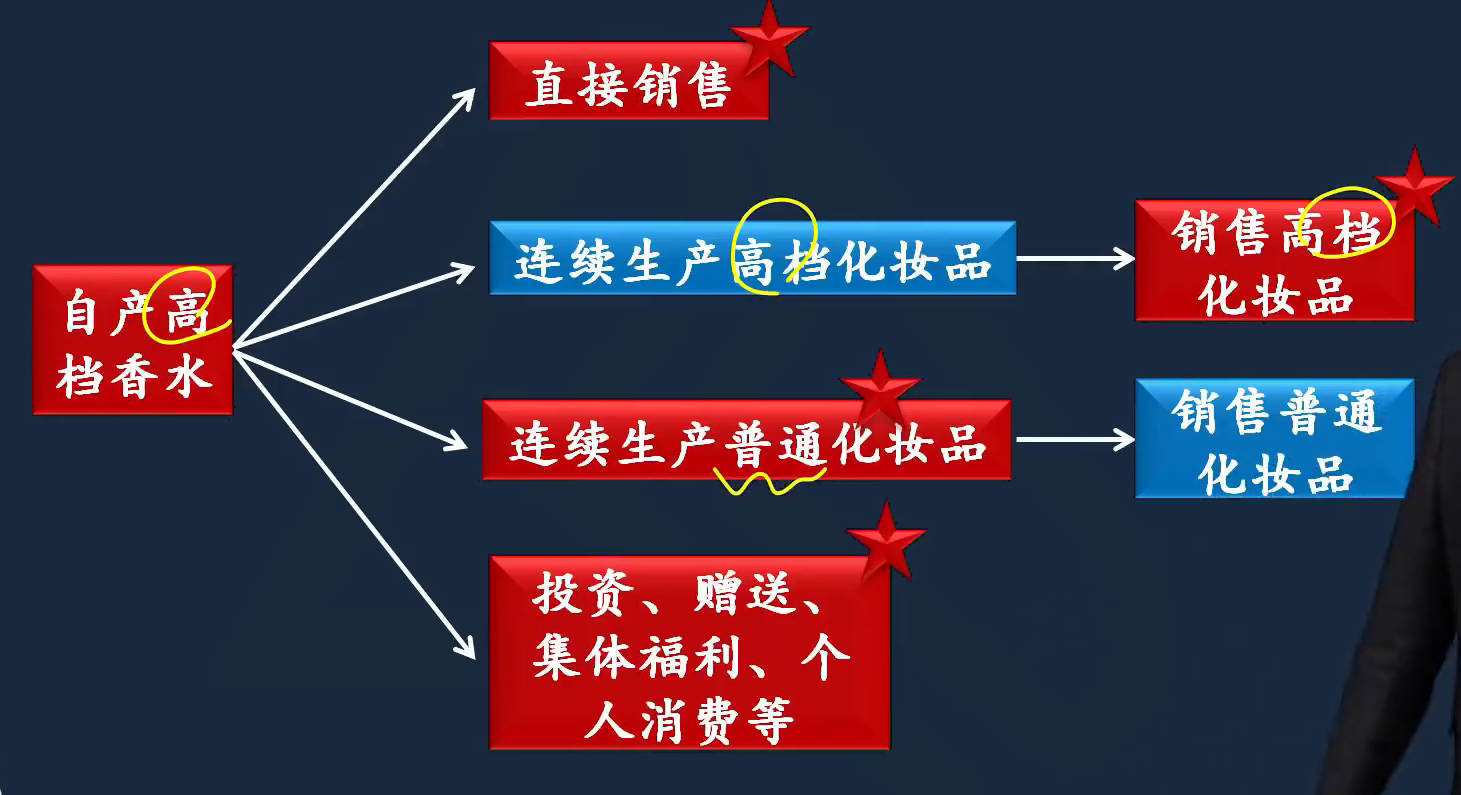 直接销售
连续生产高档化妆品
销售高档
化妆品
自产高
档香水
连续生产普通化妆品
销售普通
化妆品
投资、赠送、
集体福利、个
人消费等